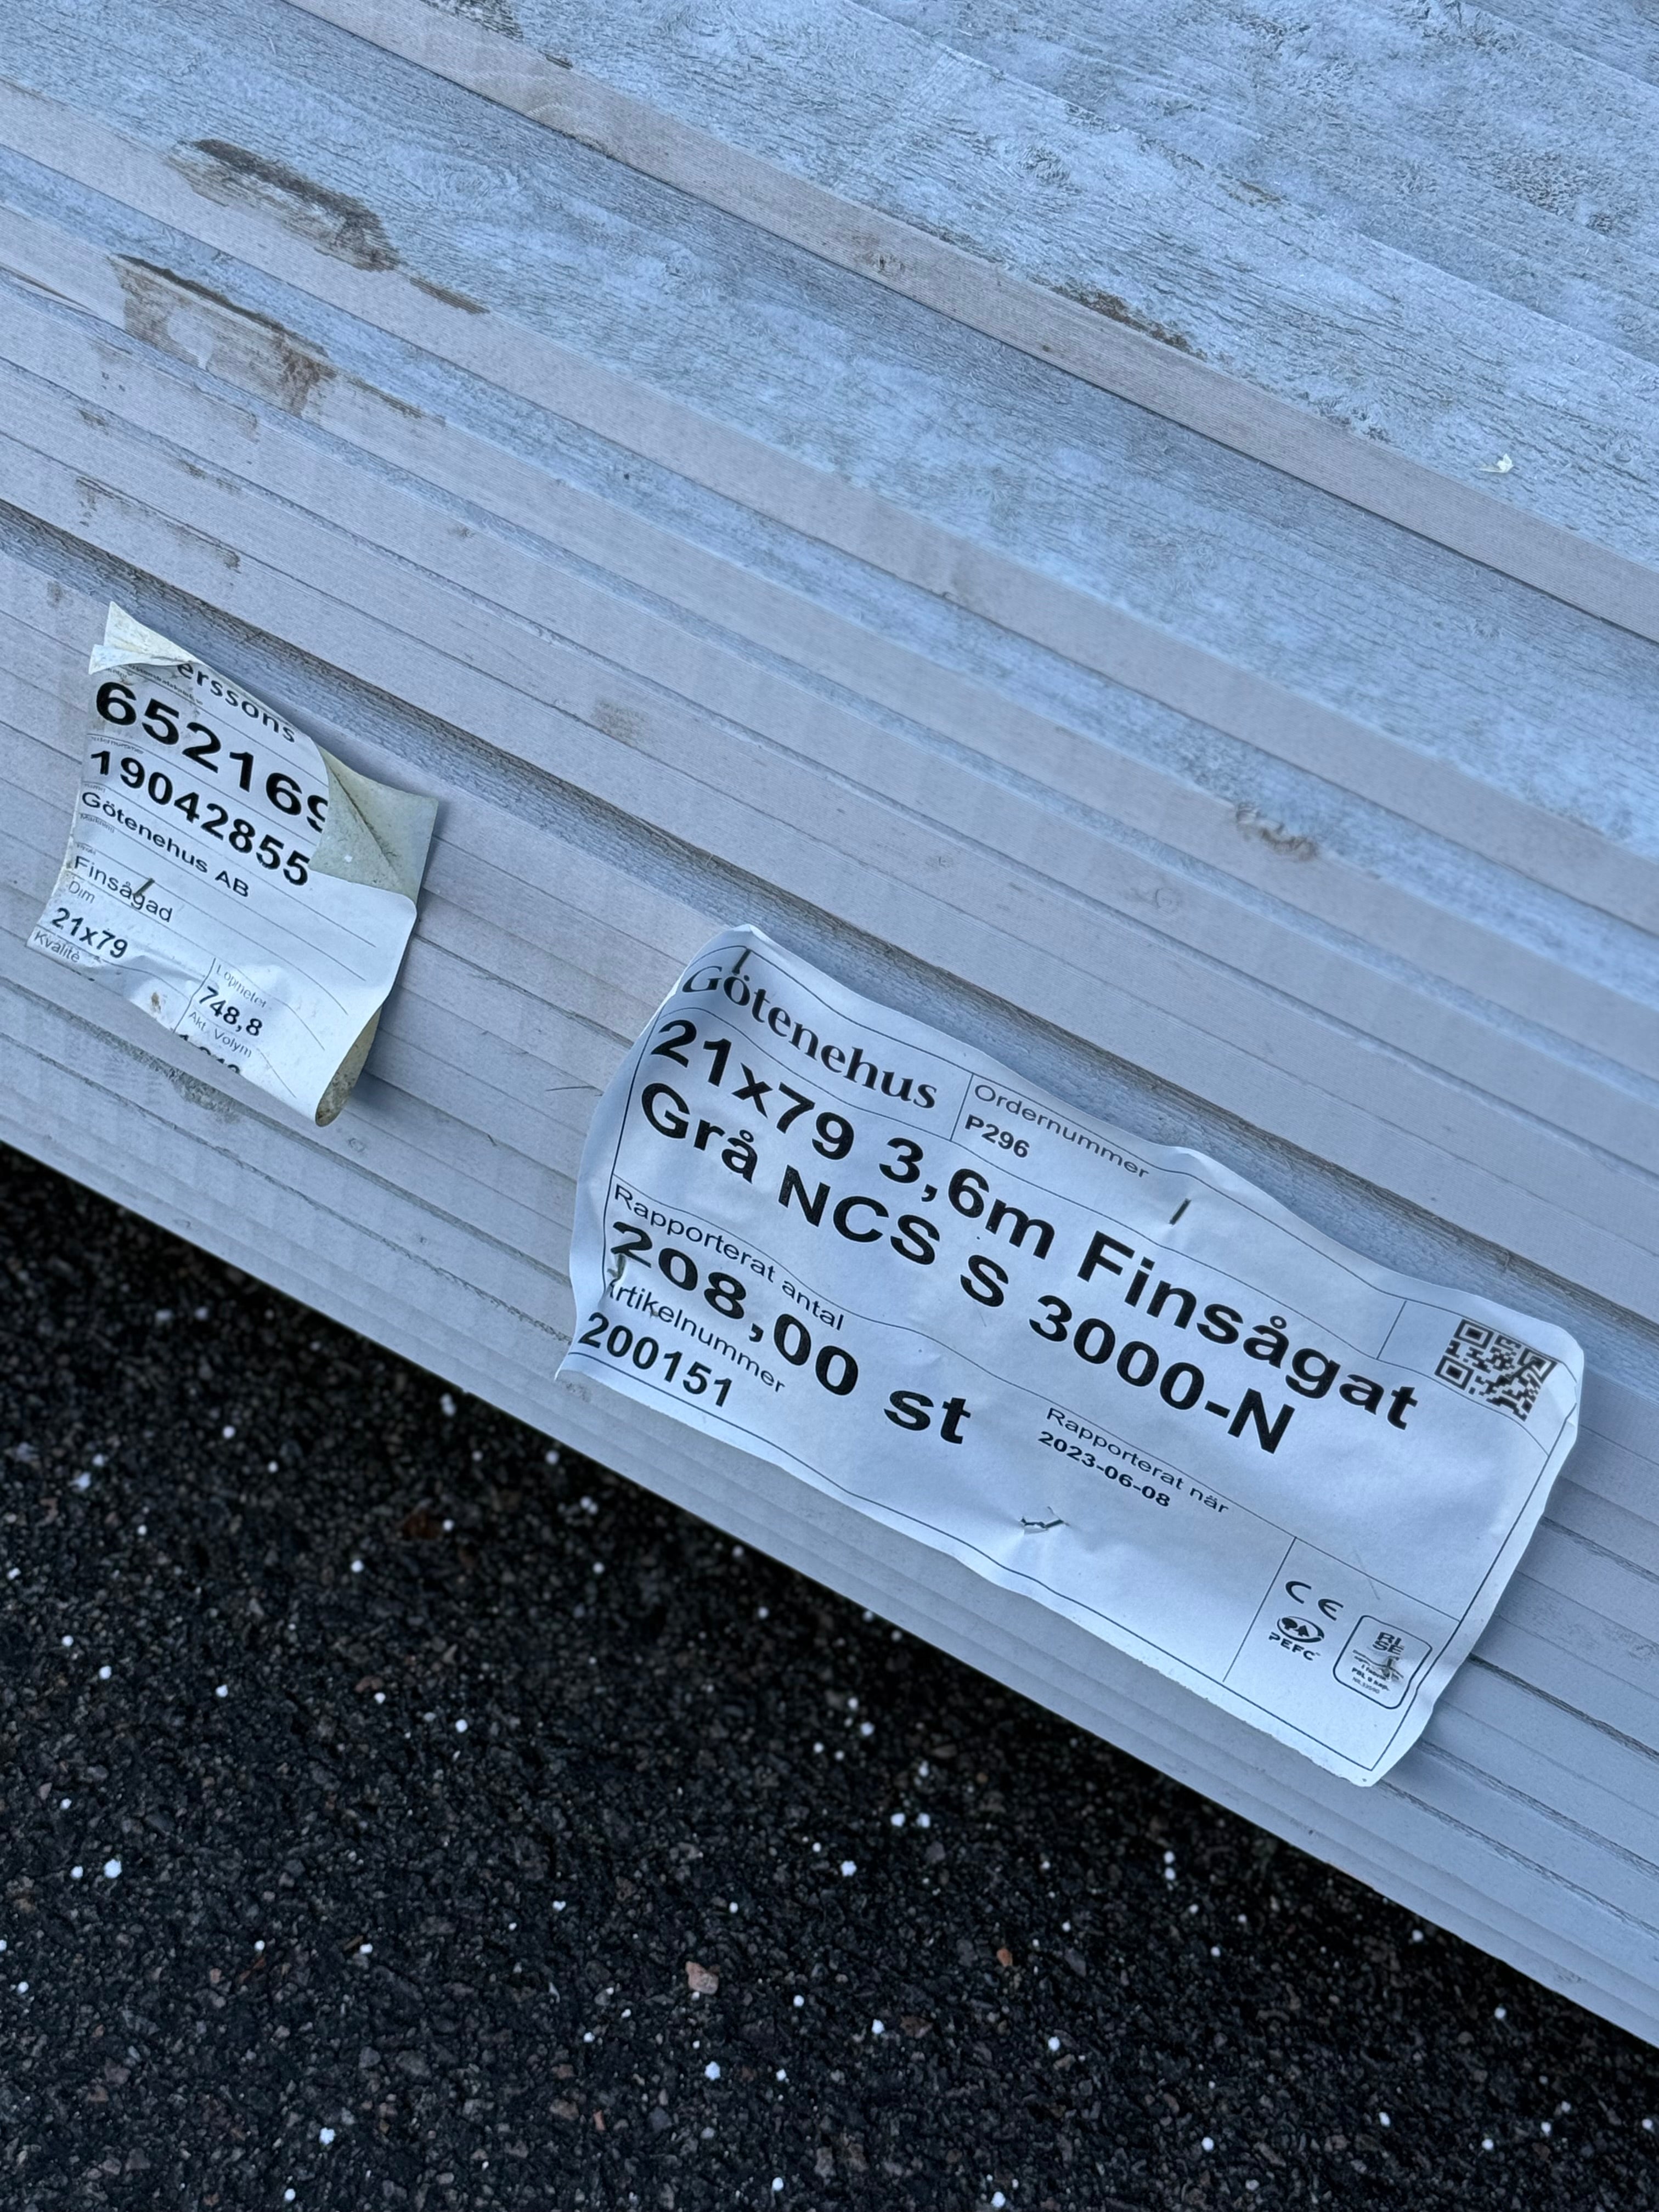 erssons
652169
19042855
Götenehus AB
Finsågad
Dim
21x79
Kvalité
Löpmeter
748,8
Akt. Volym
Götenehus
Ordernummer
P296
21x79 3,6m Finsågat
Grå NCS S 3000-N
Rapporterat antal
208,00 st
Artikelnummer
200151
Rapporterat när
2023-06-08
CE
PEFC